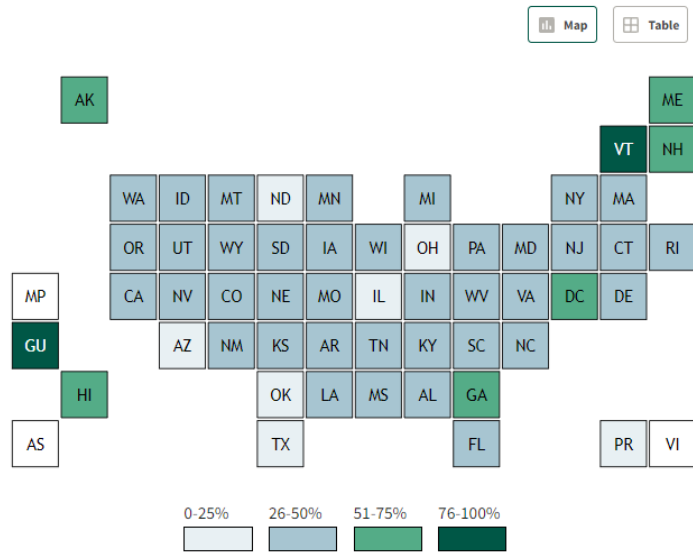 Map Table
AK ME
VT NH
WA ID MT ND MN MI NY MA
OR UT WY SD IA WI OH PA MD NJ CT RI
MP CA NV CO NE MO IL IN WV VA DC DE
GU AZ NM KS AR TN KY SC NC
HI OK LA MS AL GA
AS TX FL PR VI
0-25% 26-50% 51-75% 76-100%